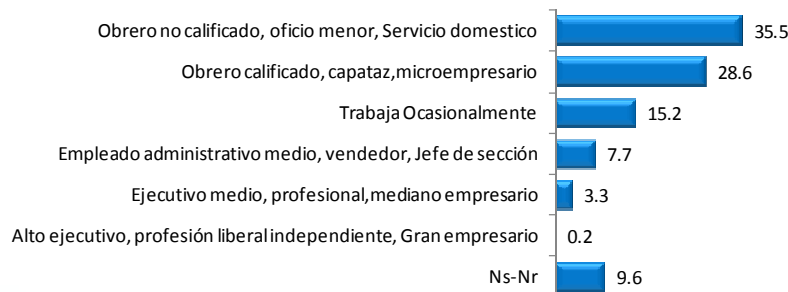 Obrero no calificado, oficio menor, Servicio domestico 35.5
Obrero calificado, capataz,microempresario 28.6
Trabaja Ocasionalmente 15.2
Empleado administrativo medio, vendedor, Jefe de sección 7.7
Ejecutivo medio, profesional,mediano empresario 3.3
Alto ejecutivo, profesión liberal independiente, Gran empresario 0.2
Ns-Nr 9.6